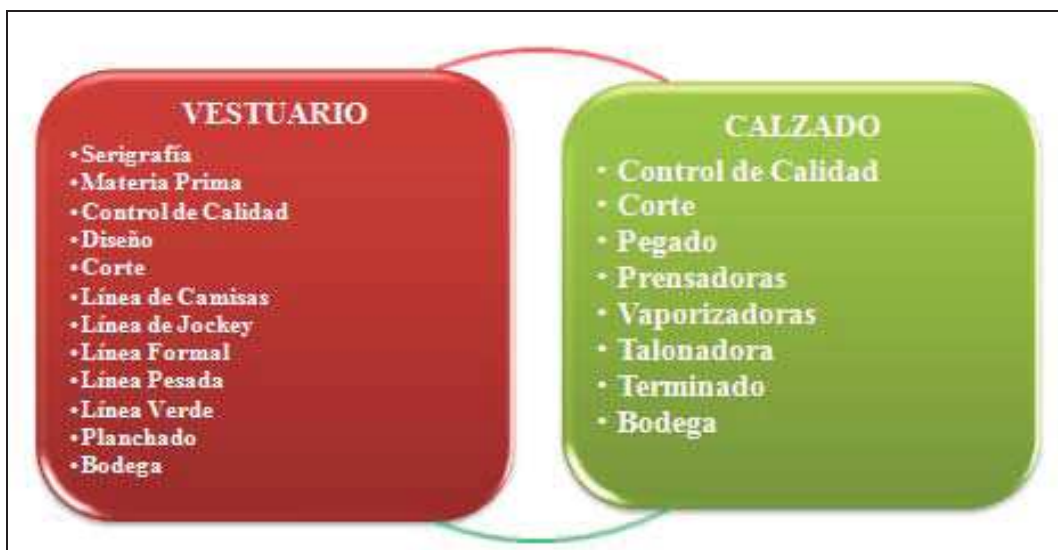 VESTUARIO
•Serigrafía
•Materia Prima
•Control de Calidad
•Diseño
•Corte
•Línea de Camisas
•Línea de Jockey
•Línea Formal
•Línea Pesada
•Línea Verde
•Planchado
•Bodega
CALZADO
• Control de Calidad
• Corte
• Pegado
• Prensadoras
• Vaporizadoras
• Talonadora
• Terminado
• Bodega